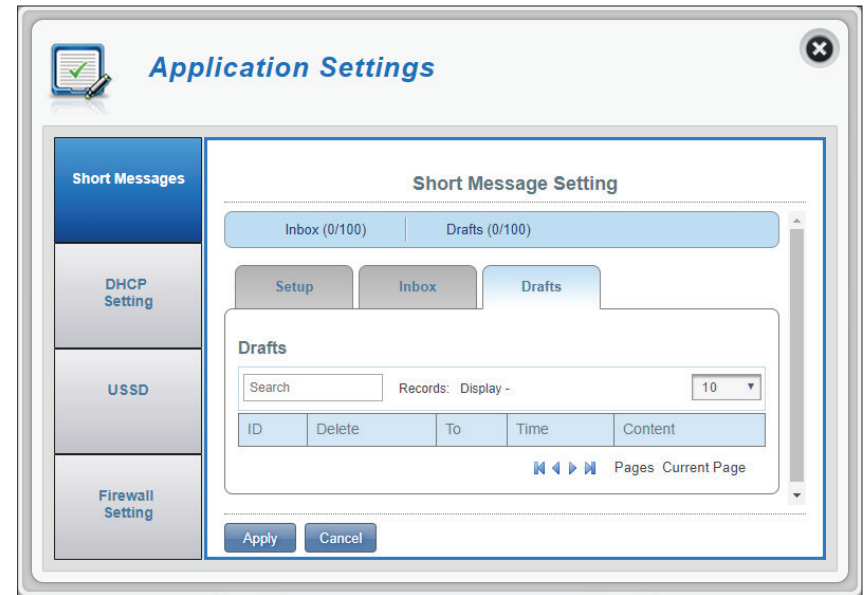 Application Settings
Short Messages
DHCP
Setting
USSD
Firewall
Setting
Short Message Setting
Inbox (0/100) Drafts (0/100)
Setup Inbox Drafts
Drafts
Search Records: Display - 10
ID Delete To Time Content
Pages Current Page
Apply Cancel